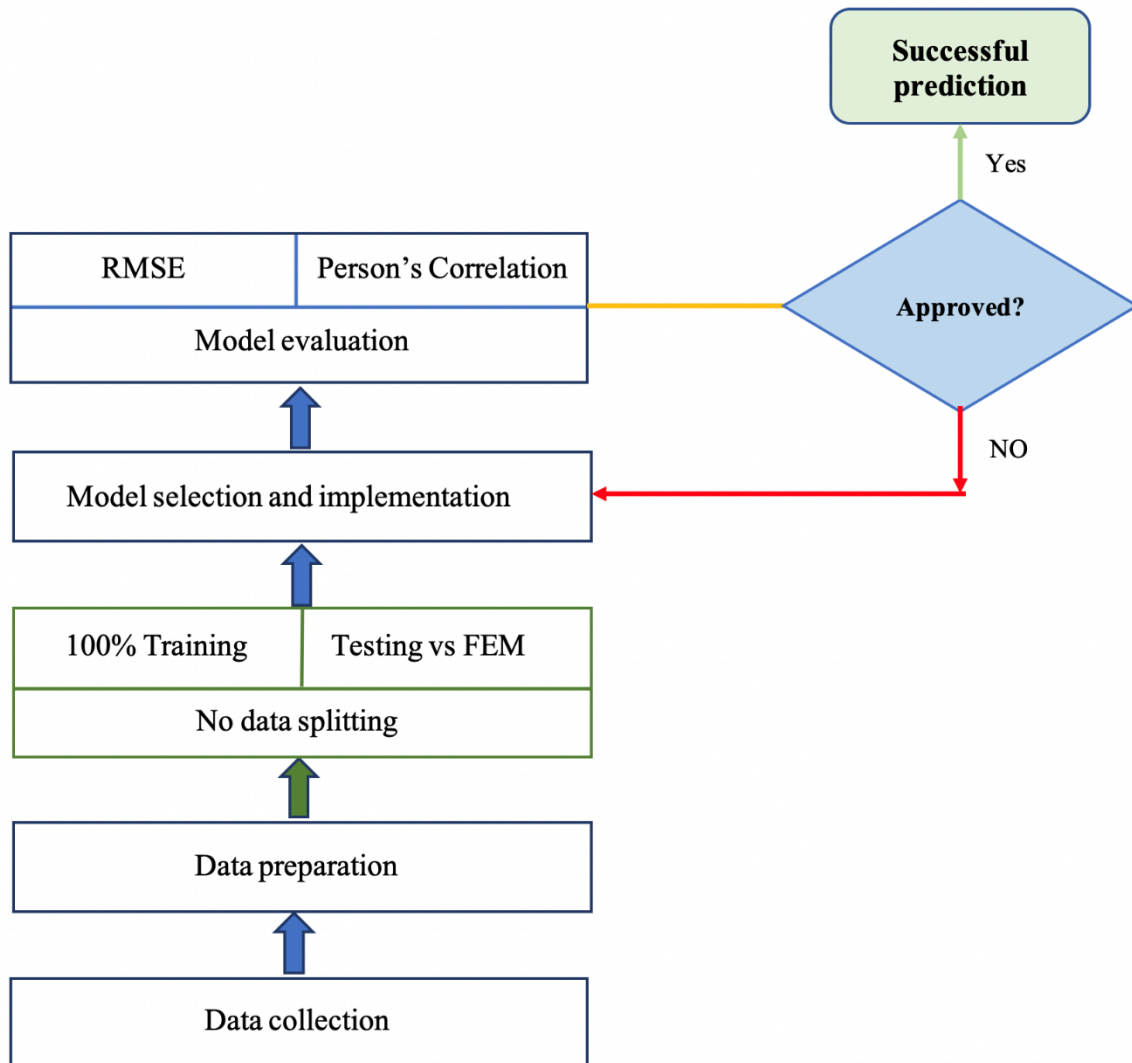 Successful
prediction
Yes
RMSE
Person’s Correlation
Approved?
Model evaluation
NO
Model selection and implementation
100% Training
Testing vs FEM
No data splitting
Data preparation
Data collection